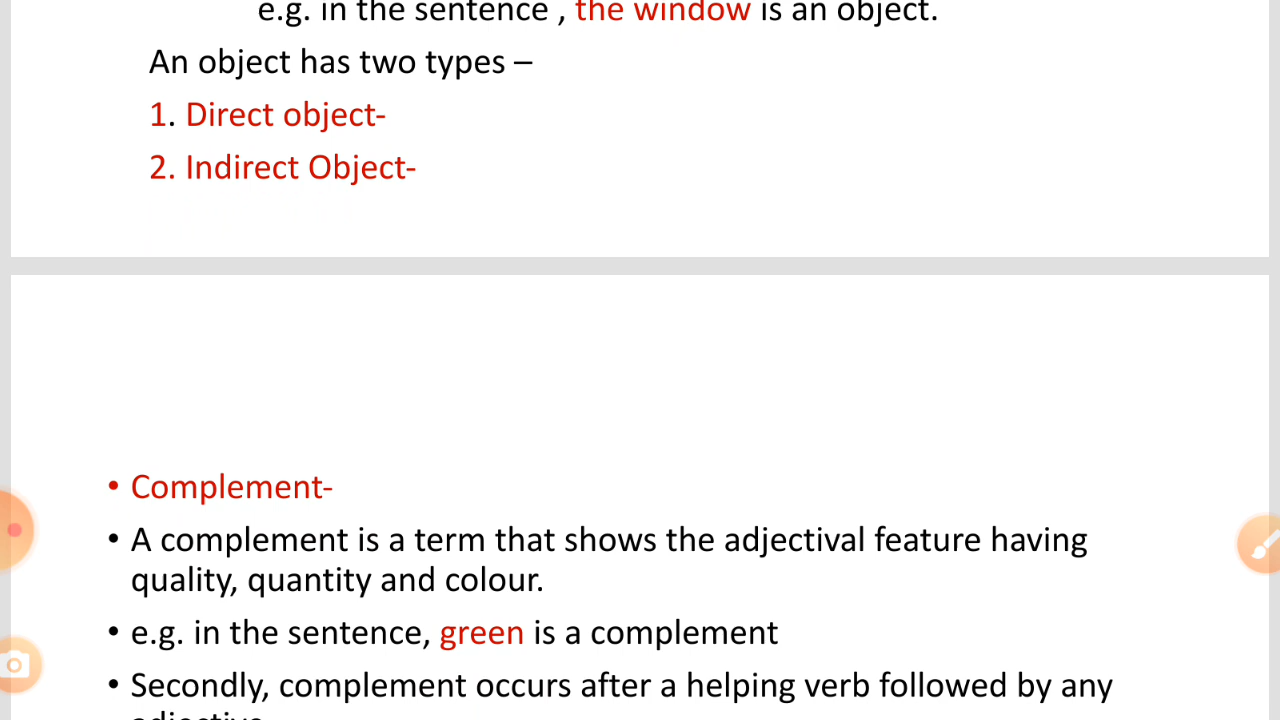 e.g. in the sentence , the window is an object.
An object has two types –
1. Direct object-
2. Indirect Object-
• Complement-
• A complement is a term that shows the adjectival feature having
quality, quantity and colour.
• e.g. in the sentence, green is a complement
• Secondly, complement occurs after a helping verb followed by any
adjective